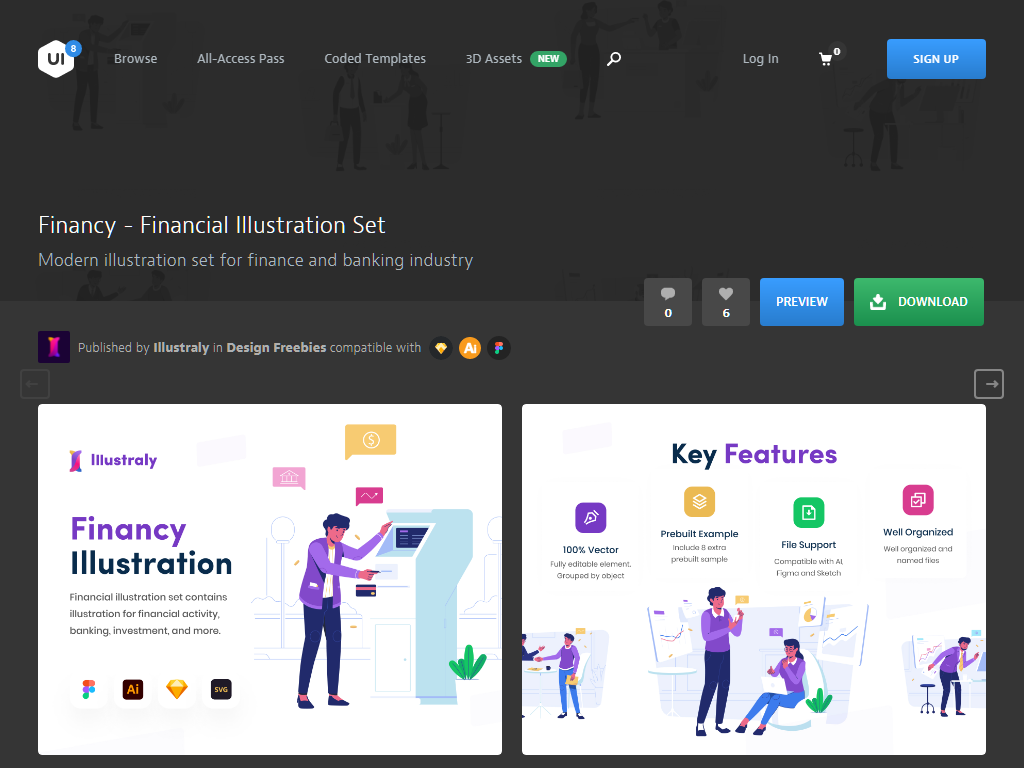 UI 8
Browse
All-Access Pass
Coded Templates
3D Assets NEW
Log In
0
SIGN UP
Financy - Financial Illustration Set
Modern illustration set for finance and banking industry
0
6
PREVIEW
DOWNLOAD
Published by Illustraly in Design Freebies compatible with
Ai
Illustraly
Financy
Illustration
Financial illustration set contains
illustration for financial activity,
banking, investment, and more.
Ai
SVG
$
Key Features
100% Vector
Fully editable element.
Grouped by object
Prebuilt Example
Include 8 extra
prebuilt sample
File Support
Compatible with AI,
Figma and Sketch
Well Organized
Well organized and
named files